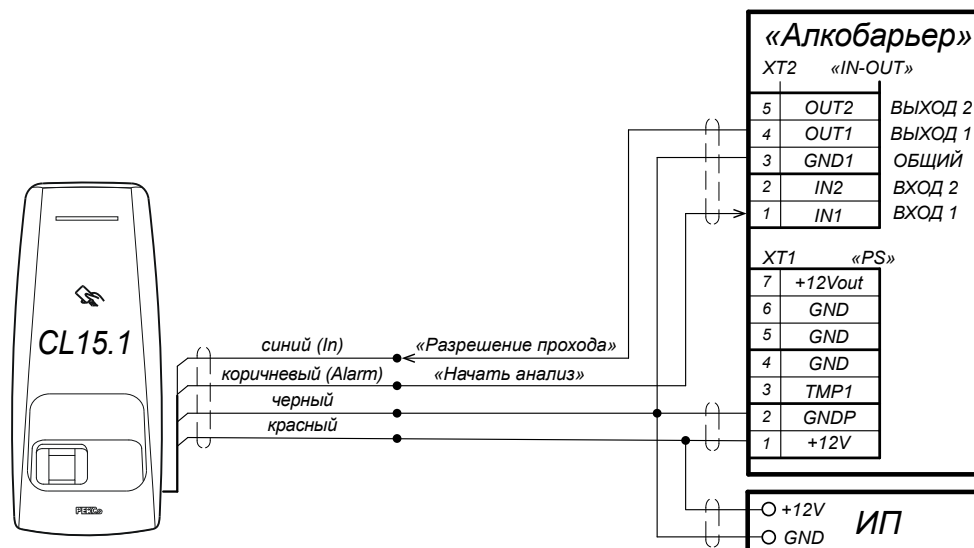 «Алкобарьер»
XT2 «IN-OUT»
5 OUT2 ВЫХОД 2
4 OUT1 ВЫХОД 1
3 GND1 ОБЩИЙ
2 IN2 ВХОД 2
1 IN1 ВХОД 1
XT1 «PS»
7 +12Vout
6 GND
5 GND
4 GND
3 TMP1
2 GNDP
1 +12V
CL15.1
PERCo
синий (In) «Разрешение прохода»
коричневый (Alarm) «Начать анализ»
черный
красный
+12V
GND
ИП